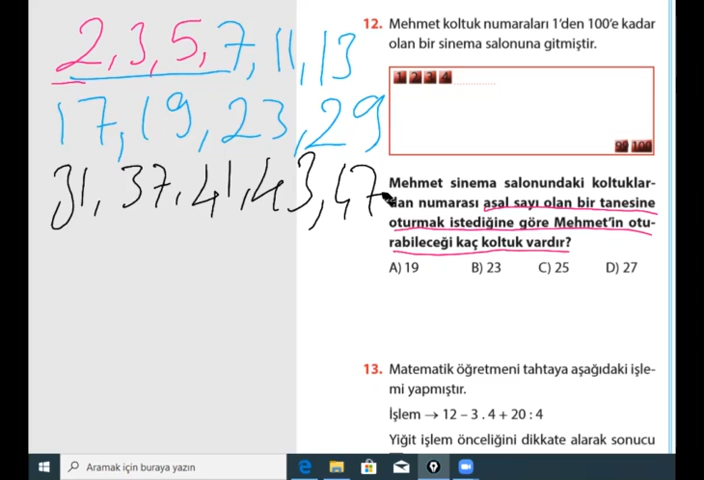 2, 3, 5, 7, 11, 13
17, 19, 23, 29
31, 37, 41, 43, 47
12. Mehmet koltuk numaraları 1'den 100'e kadar
olan bir sinema salonuna gitmiştir.
1 2 3 4
99 100
Mehmet sinema salonundaki koltuklar-
dan numarası asal sayı olan bir tanesine
oturmak istediğine göre Mehmet'in otu-
rabileceği kaç koltuk vardır?
A) 19 B) 23 C) 25 D) 27
13. Matematik öğretmeni tahtaya aşağıdaki işle-
mi yapmıştır.
İşlem → 12 – 3 . 4 + 20 : 4
Yiğit işlem önceliğini dikkate alarak sonucu
Aramak için buraya yazın